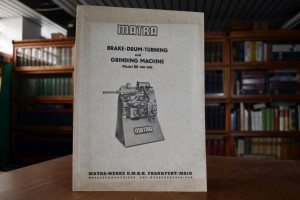 MATRA
BRAKE-DRUM-TURNING
and
GRINDING MACHINE
MATRA
MATRA-WERKE G.M.B.H. FRANKFURT/MAIN